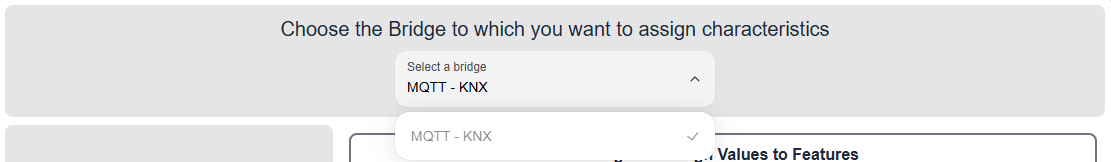 Choose the Bridge to which you want to assign characteristics
Select a bridge
MQTT - KNX
MQTT - KNX
Values to Features